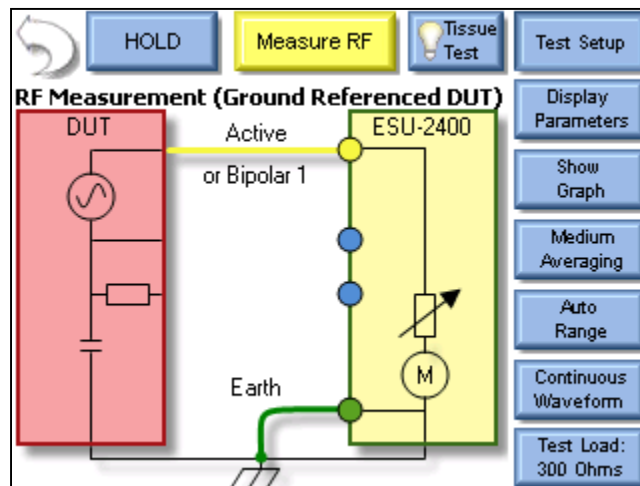 HOLD
Measure RF
Tissue
Test
Test Setup
RF Measurement (Ground Referenced DUT)
Display
Parameters
DUT
Active
or Bipolar 1
ESU-2400
Show
Graph
Medium
Averaging
Auto
Range
M
Earth
Continuous
Waveform
Test Load:
300 Ohms